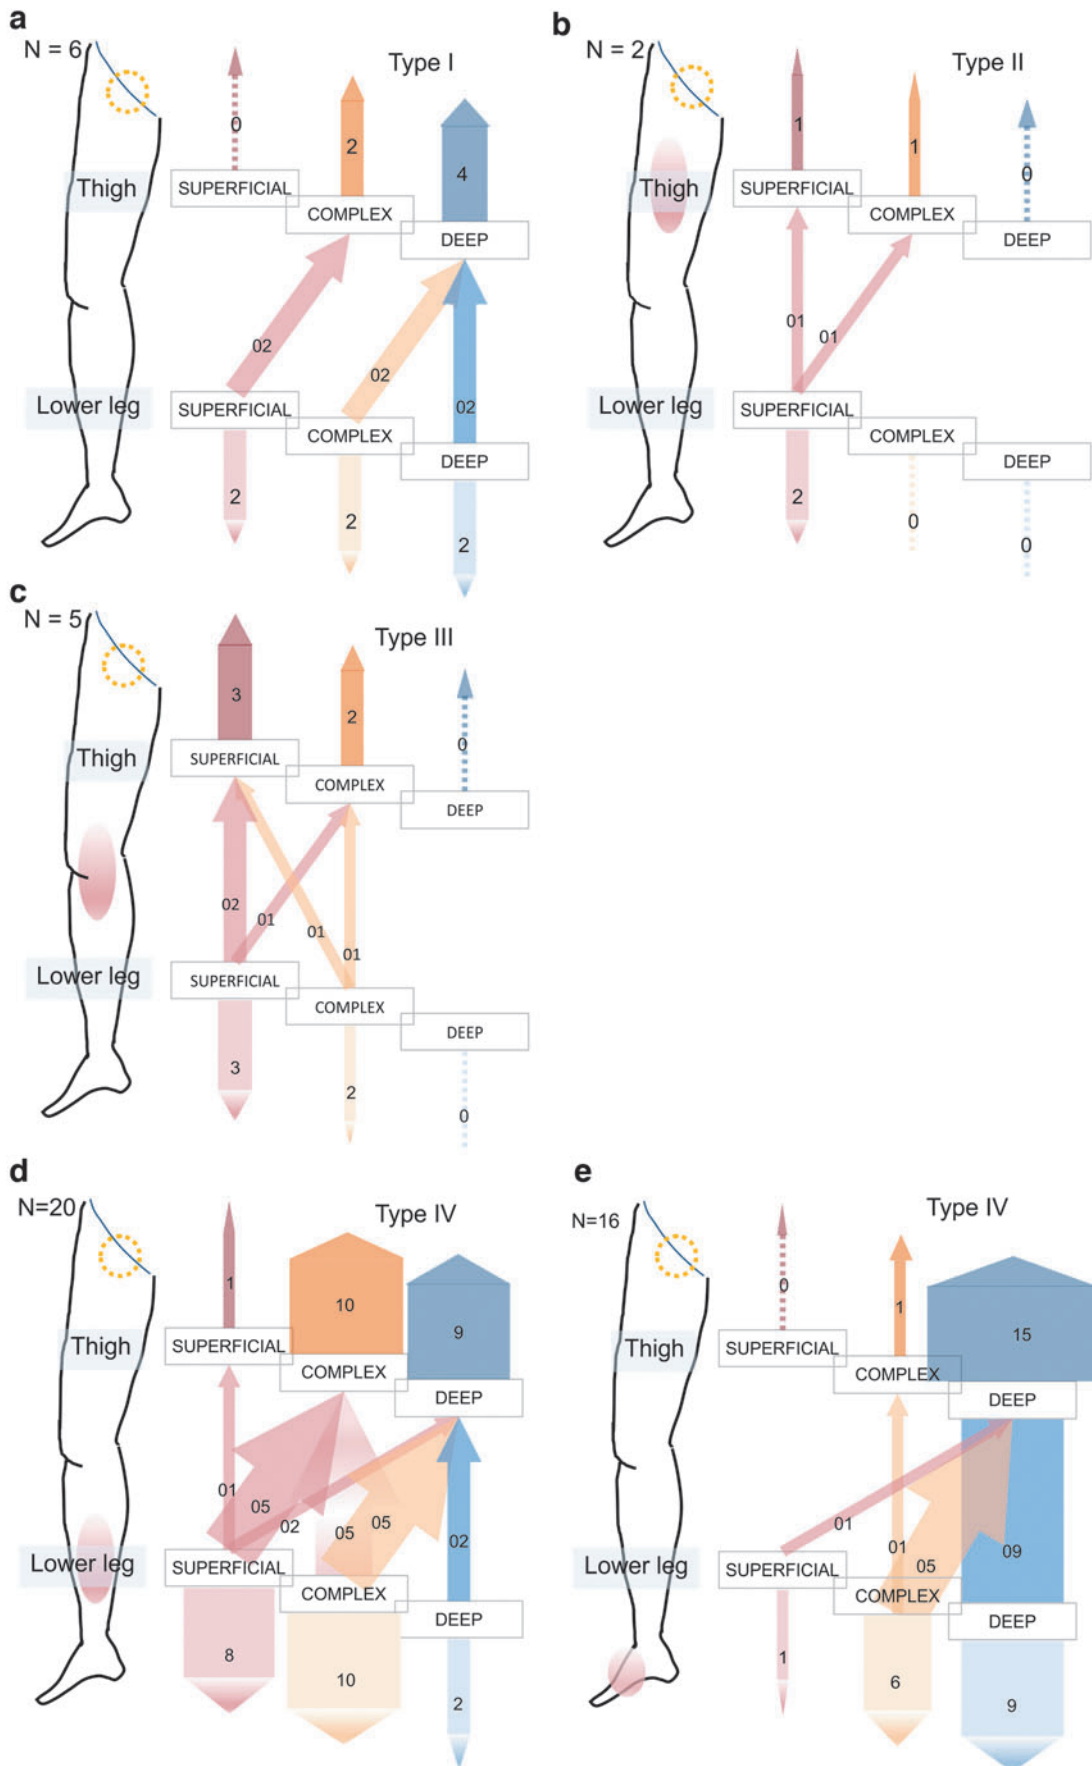 a
N = 6
Type I
0
2
4
Thigh
SUPERFICIAL
COMPLEX
DEEP
02
02
02
Lower leg
SUPERFICIAL
COMPLEX
DEEP
2
2
2
b
N = 2
Type II
1
1
0
Thigh
SUPERFICIAL
COMPLEX
DEEP
01
01
Lower leg
SUPERFICIAL
COMPLEX
DEEP
2
0
0
c
N = 5
Type III
3
2
0
Thigh
SUPERFICIAL
COMPLEX
DEEP
02
01
01
01
Lower leg
SUPERFICIAL
COMPLEX
DEEP
3
2
0
d
N=20
Type IV
1
10
9
Thigh
SUPERFICIAL
COMPLEX
DEEP
01
05
02
05
05
02
Lower leg
SUPERFICIAL
COMPLEX
DEEP
8
10
2
e
N=16
Type IV
0
1
15
Thigh
SUPERFICIAL
COMPLEX
DEEP
01
01
05
09
Lower leg
SUPERFICIAL
COMPLEX
DEEP
1
6
9